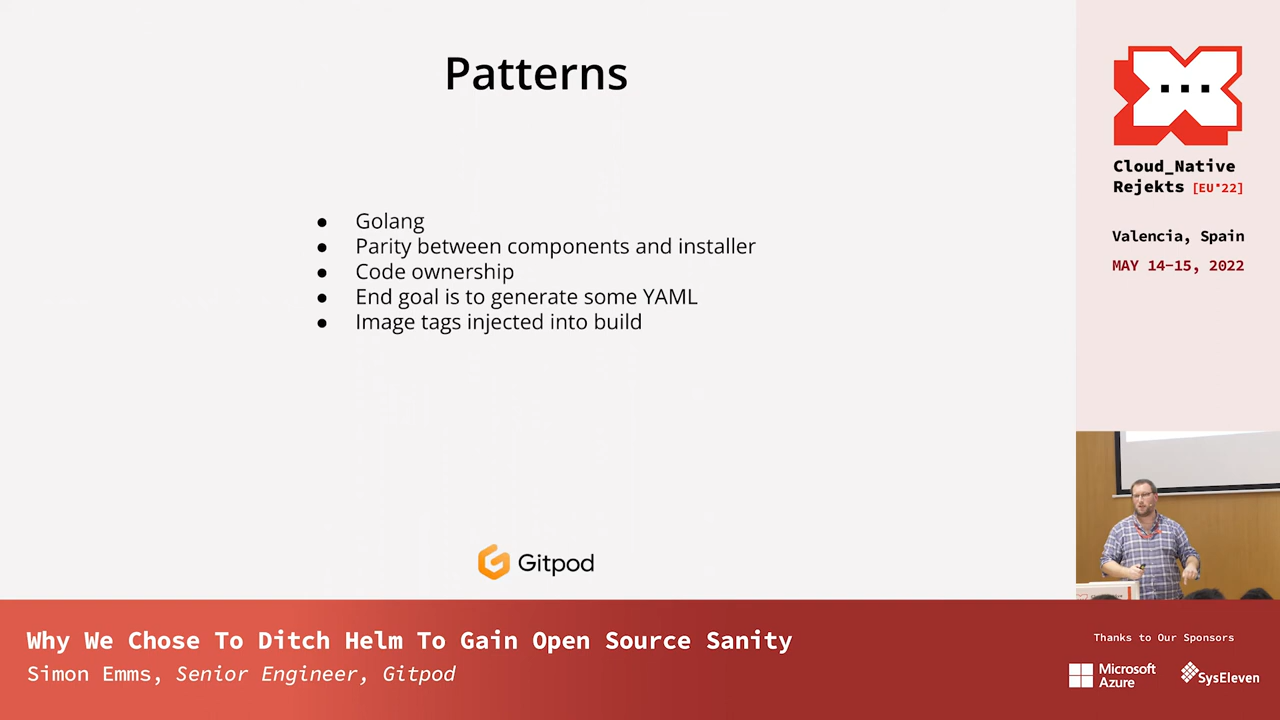 Patterns
● Golang
● Parity between components and installer
● Code ownership
● End goal is to generate some YAML
● Image tags injected into build
Gitpod
Cloud_Native
Rejekts [EU*22]
Valencia, Spain
MAY 14-15, 2022
Why We Chose To Ditch Helm To Gain Open Source Sanity
Simon Emms, Senior Engineer, Gitpod
Thanks to Our Sponsors
Microsoft
Azure
SysEleven